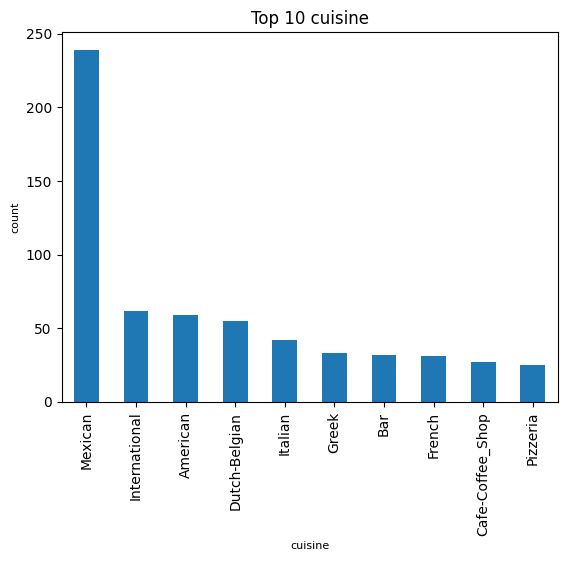 Top 10 cuisine
250
200
150
100
50
0
count
Mexican
International
American
Dutch-Belgian
Italian
Greek
Bar
French
Cafe-Coffee_Shop
Pizzeria
cuisine